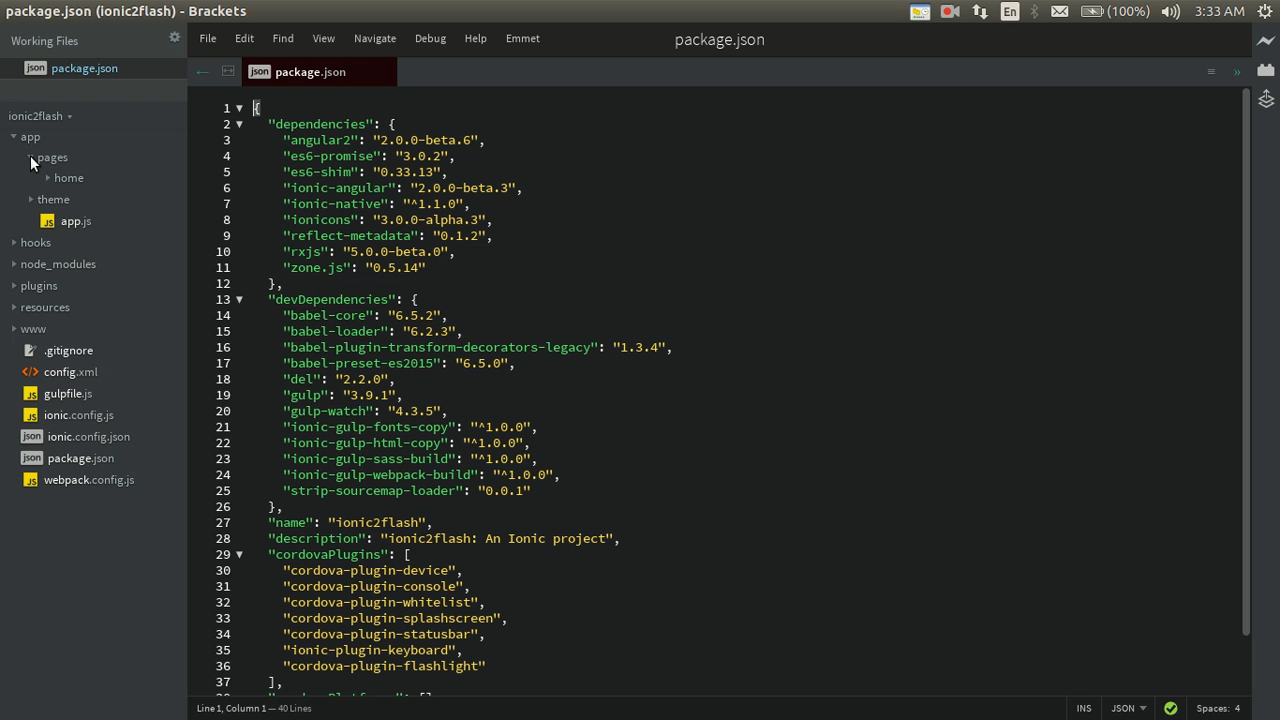 package.json (ionic2flash) - Brackets
En
(100%)
3:33 AM
Working Files
json package.json
File Edit Find View Navigate Debug Help Emmet
package.json
json package.json
ionic2flash
app
pages
home
theme
JS app.js
hooks
node_modules
plugins
resources
www
.gitignore
config.xml
JS gulpfile.js
JS ionic.config.js
json ionic.config.json
json package.json
JS webpack.config.js
1 {
2 "dependencies": {
3 "angular2": "2.0.0-beta.6",
4 "es6-promise": "3.0.2",
5 "es6-shim": "0.33.13",
6 "ionic-angular": "2.0.0-beta.3",
7 "ionic-native": "^1.1.0",
8 "ionicons": "3.0.0-alpha.3",
9 "reflect-metadata": "0.1.2",
10 "rxjs": "5.0.0-beta.0",
11 "zone.js": "0.5.14"
12 },
13 "devDependencies": {
14 "babel-core": "6.5.2",
15 "babel-loader": "6.2.3",
16 "babel-plugin-transform-decorators-legacy": "1.3.4",
17 "babel-preset-es2015": "6.5.0",
18 "del": "2.2.0",
19 "gulp": "3.9.1",
20 "gulp-watch": "4.3.5",
21 "ionic-gulp-fonts-copy": "^1.0.0",
22 "ionic-gulp-html-copy": "^1.0.0",
23 "ionic-gulp-sass-build": "^1.0.0",
24 "ionic-gulp-webpack-build": "^1.0.0",
25 "strip-sourcemap-loader": "0.0.1"
26 },
27 "name": "ionic2flash",
28 "description": "ionic2flash: An Ionic project",
29 "cordovaPlugins": [
30 "cordova-plugin-device",
31 "cordova-plugin-console",
32 "cordova-plugin-whitelist",
33 "cordova-plugin-splashscreen",
34 "cordova-plugin-statusbar",
35 "ionic-plugin-keyboard",
36 "cordova-plugin-flashlight"
37 ],
Line 1, Column 1 — 40 Lines
INS JSON Spaces: 4